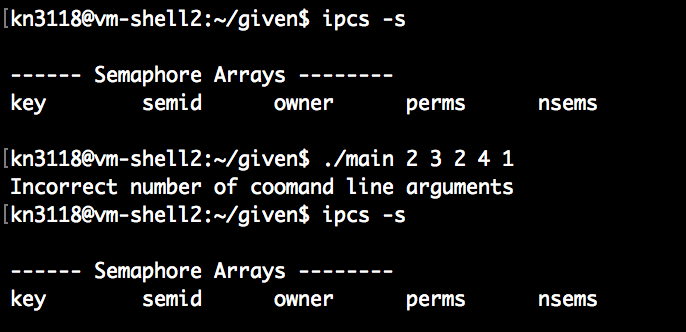 [kn3118@vm-shell2:~/given$ ipcs -s
------ Semaphore Arrays --------
key        semid      owner      perms      nsems
[kn3118@vm-shell2:~/given$ ./main 2 3 2 4 1
Incorrect number of coomand line arguments
[kn3118@vm-shell2:~/given$ ipcs -s
------ Semaphore Arrays --------
key        semid      owner      perms      nsems